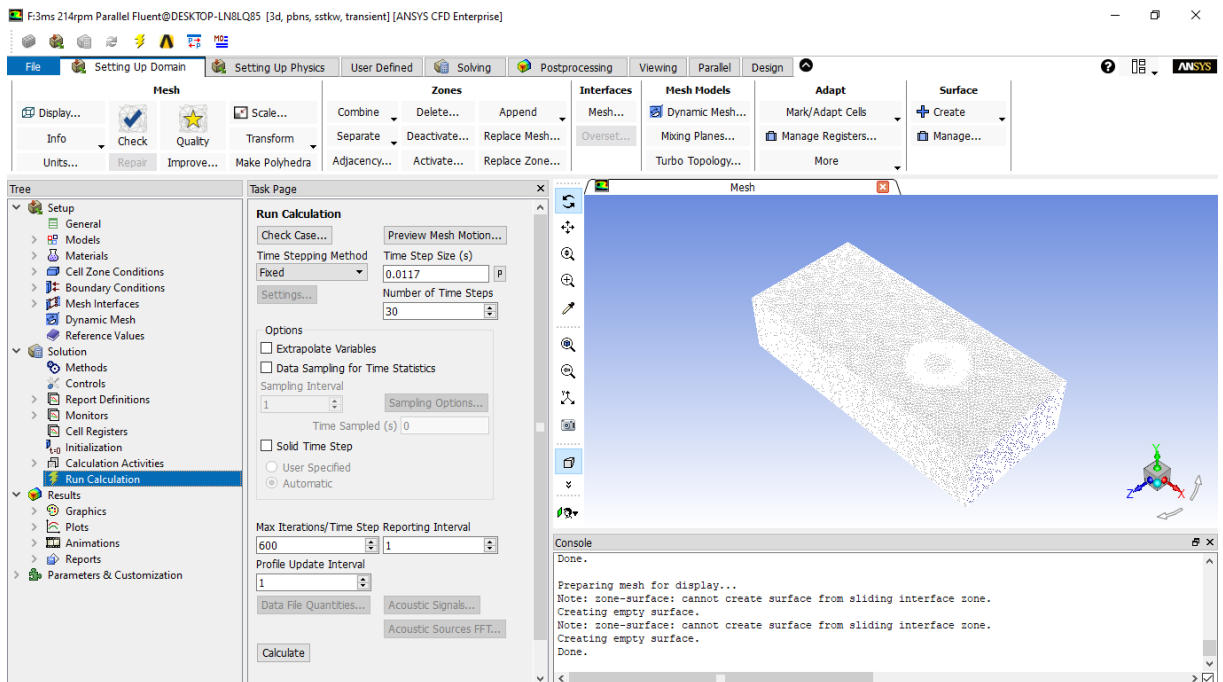 F:3ms 214rpm Parallel Fluent@DESKTOP-LN8LQ85 [3d, pbns, sstkw, transient] [ANSYS CFD Enterprise]
File Setting Up Domain Setting Up Physics User Defined Solving Postprocessing Viewing Parallel Design ANSYS
Mesh Zones Interfaces Mesh Models Adapt Surface
Display... Check Quality Scale... Combine Delete... Append Mesh... Dynamic Mesh... Mark/Adapt Cells Create
Info Transform Separate Deactivate... Replace Mesh... Overset... Mixing Planes... Manage Registers... Manage...
Units... Repair Improve... Make Polyhedra Adjacency... Activate... Replace Zone... Turbo Topology... More
Tree
Setup
General
Models
Materials
Cell Zone Conditions
Boundary Conditions
Mesh Interfaces
Dynamic Mesh
Reference Values
Solution
Methods
Controls
Report Definitions
Monitors
Cell Registers
Initialization
Calculation Activities
Run Calculation
Results
Graphics
Plots
Animations
Reports
Parameters & Customization
Task Page
Run Calculation
Check Case... Preview Mesh Motion...
Time Stepping Method Time Step Size (s)
Fixed 0.0117 P
Settings... Number of Time Steps
30
Options
Extrapolate Variables
Data Sampling for Time Statistics
Sampling Interval
1 Sampling Options...
Time Sampled (s) 0
Solid Time Step
User Specified
Automatic
Max Iterations/Time Step Reporting Interval
600 1
Profile Update Interval
1
Data File Quantities... Acoustic Signals...
Acoustic Sources FFT...
Calculate
Mesh
Y
Z X
Console
Done.
Preparing mesh for display...
Note: zone-surface: cannot create surface from sliding interface zone.
Creating empty surface.
Note: zone-surface: cannot create surface from sliding interface zone.
Creating empty surface.
Done.